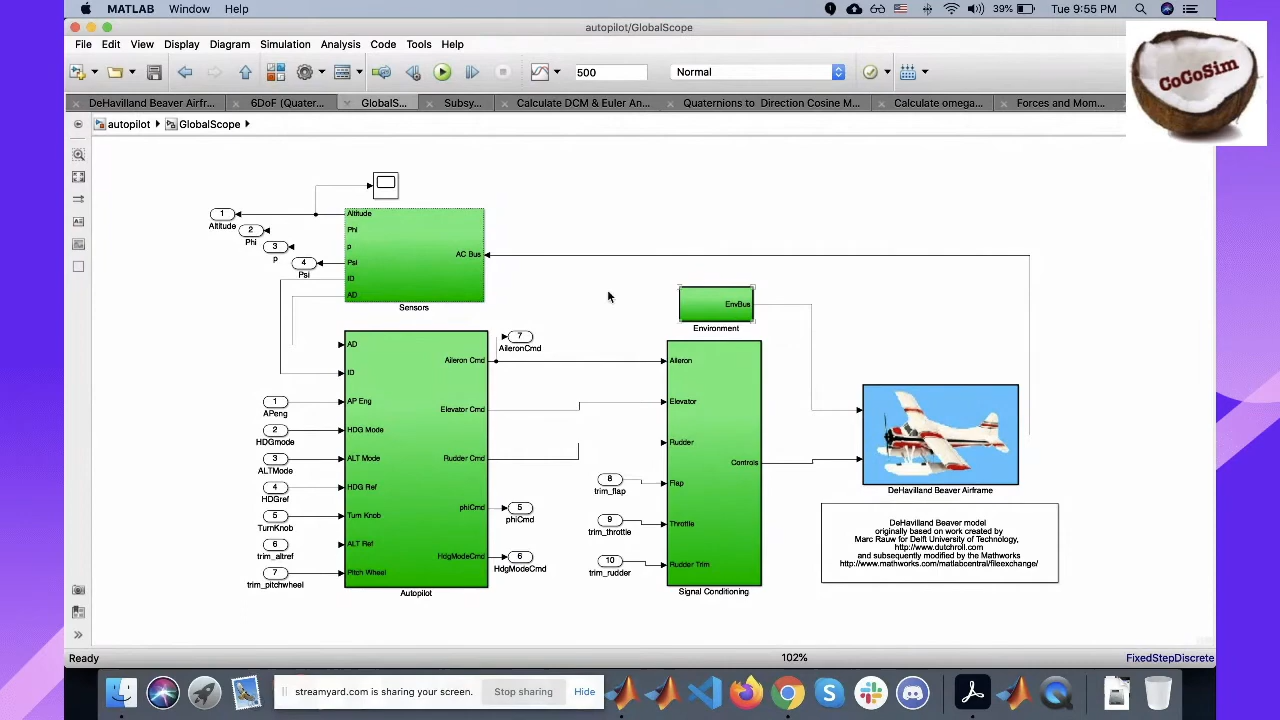 MATLAB Window Help
39% Tue 9:55 PM
autopilot/GlobalScope
File Edit View Display Diagram Simulation Analysis Code Tools Help
500 Normal
CoCoSim
DeHavilland Beaver Airfr... 6DoF (Quater... GlobalS... Subsy... Calculate DCM & Euler An... Quaternions to Direction Cosine M... Calculate omega... Forces and Mom...
autopilot GlobalScope
1
Altitude
2
Phi
3
p
4
Psi
Altitude
Phi
p
Psi
ID
AD
AC Bus
Sensors
EnvBus
Environment
AD
ID
AP Eng
HDG Mode
ALT Mode
HDG Ref
Turn Knob
ALT Ref
Pitch Wheel
Aileron Cmd
Elevator Cmd
Rudder Cmd
phiCmd
HdgModeCmd
Autopilot
1
APeng
2
HDGmode
3
ALTMode
4
HDGref
5
TurnKnob
6
trim_altref
7
trim_pitchwheel
7
AileronCmd
5
phiCmd
6
HdgModeCmd
8
trim_flap
9
trim_throttle
10
trim_rudder
Aileron
Elevator
Rudder
Flap
Throttle
Rudder Trim
Controls
Signal Conditioning
DeHavilland Beaver Airframe
DeHavilland Beaver model
originally based on work created by
Marc Rauw for Delft University of Technology,
http://www.dutchroll.com
and subsequently modified by the Mathworks
http://www.mathworks.com/matlabcentral/fileexchange/
Ready 102% FixedStepDiscrete
streamyard.com is sharing your screen. Stop sharing Hide